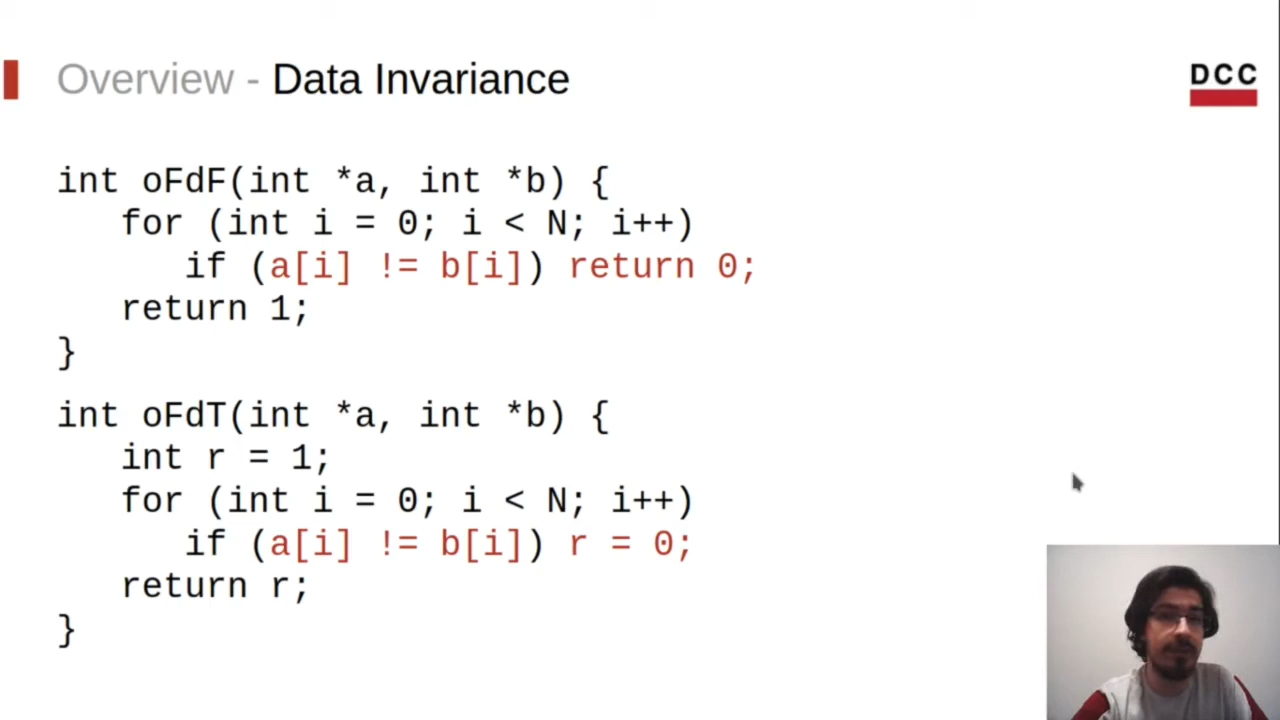 Overview - Data Invariance
DCC
int oFdF(int *a, int *b) {
for (int i = 0; i < N; i++)
if (a[i] != b[i]) return 0;
return 1;
}
int oFdT(int *a, int *b) {
int r = 1;
for (int i = 0; i < N; i++)
if (a[i] != b[i]) r = 0;
return r;
}